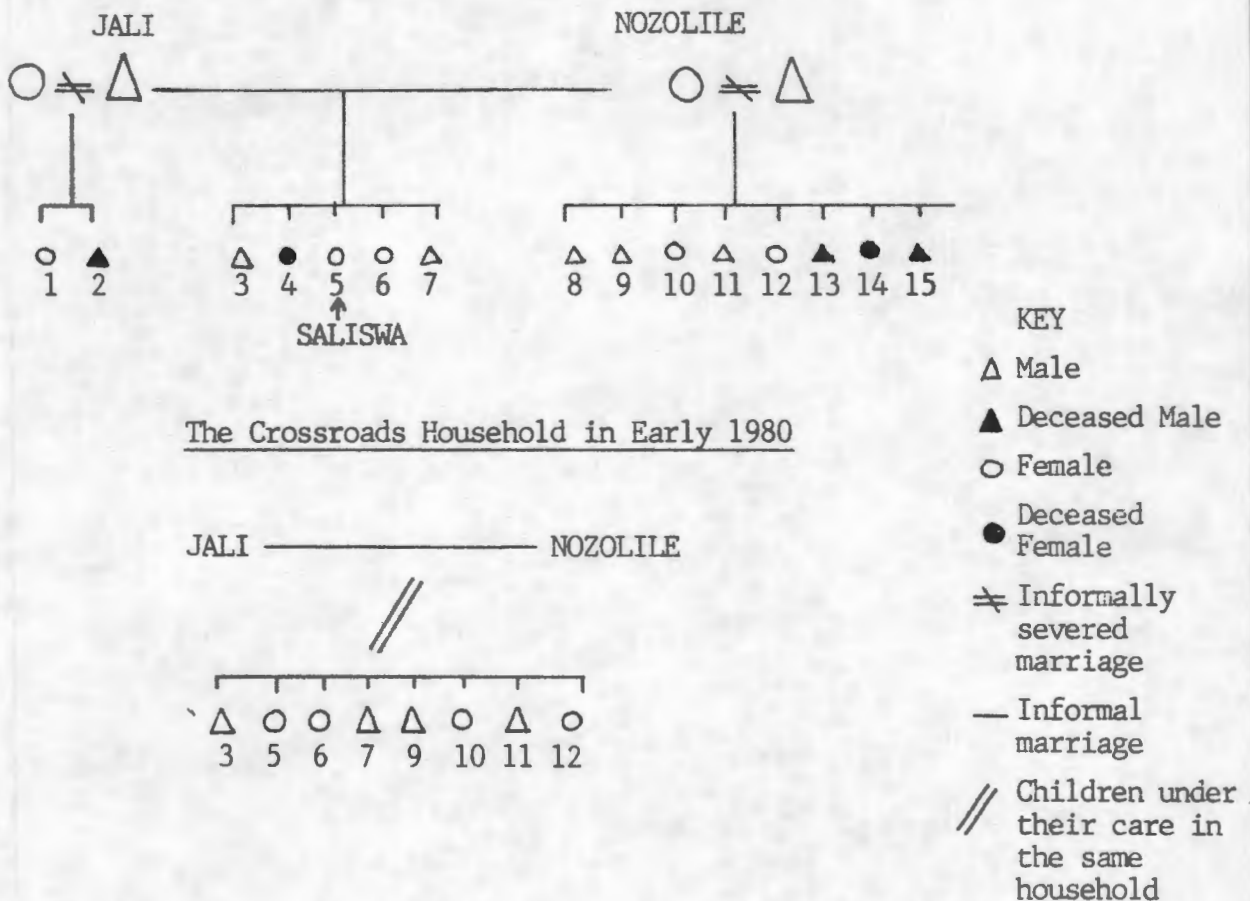 JALI NOZOLILE
1 2 3 4 5 6 7 8 9 10 11 12 13 14 15
SALISWA
The Crossroads Household in Early 1980
JALI NOZOLILE
3 5 6 7 9 10 11 12
KEY
Male
Deceased Male
Female
Deceased
Female
Informally
severed
marriage
Informal
marriage
Children under
their care in
the same
household